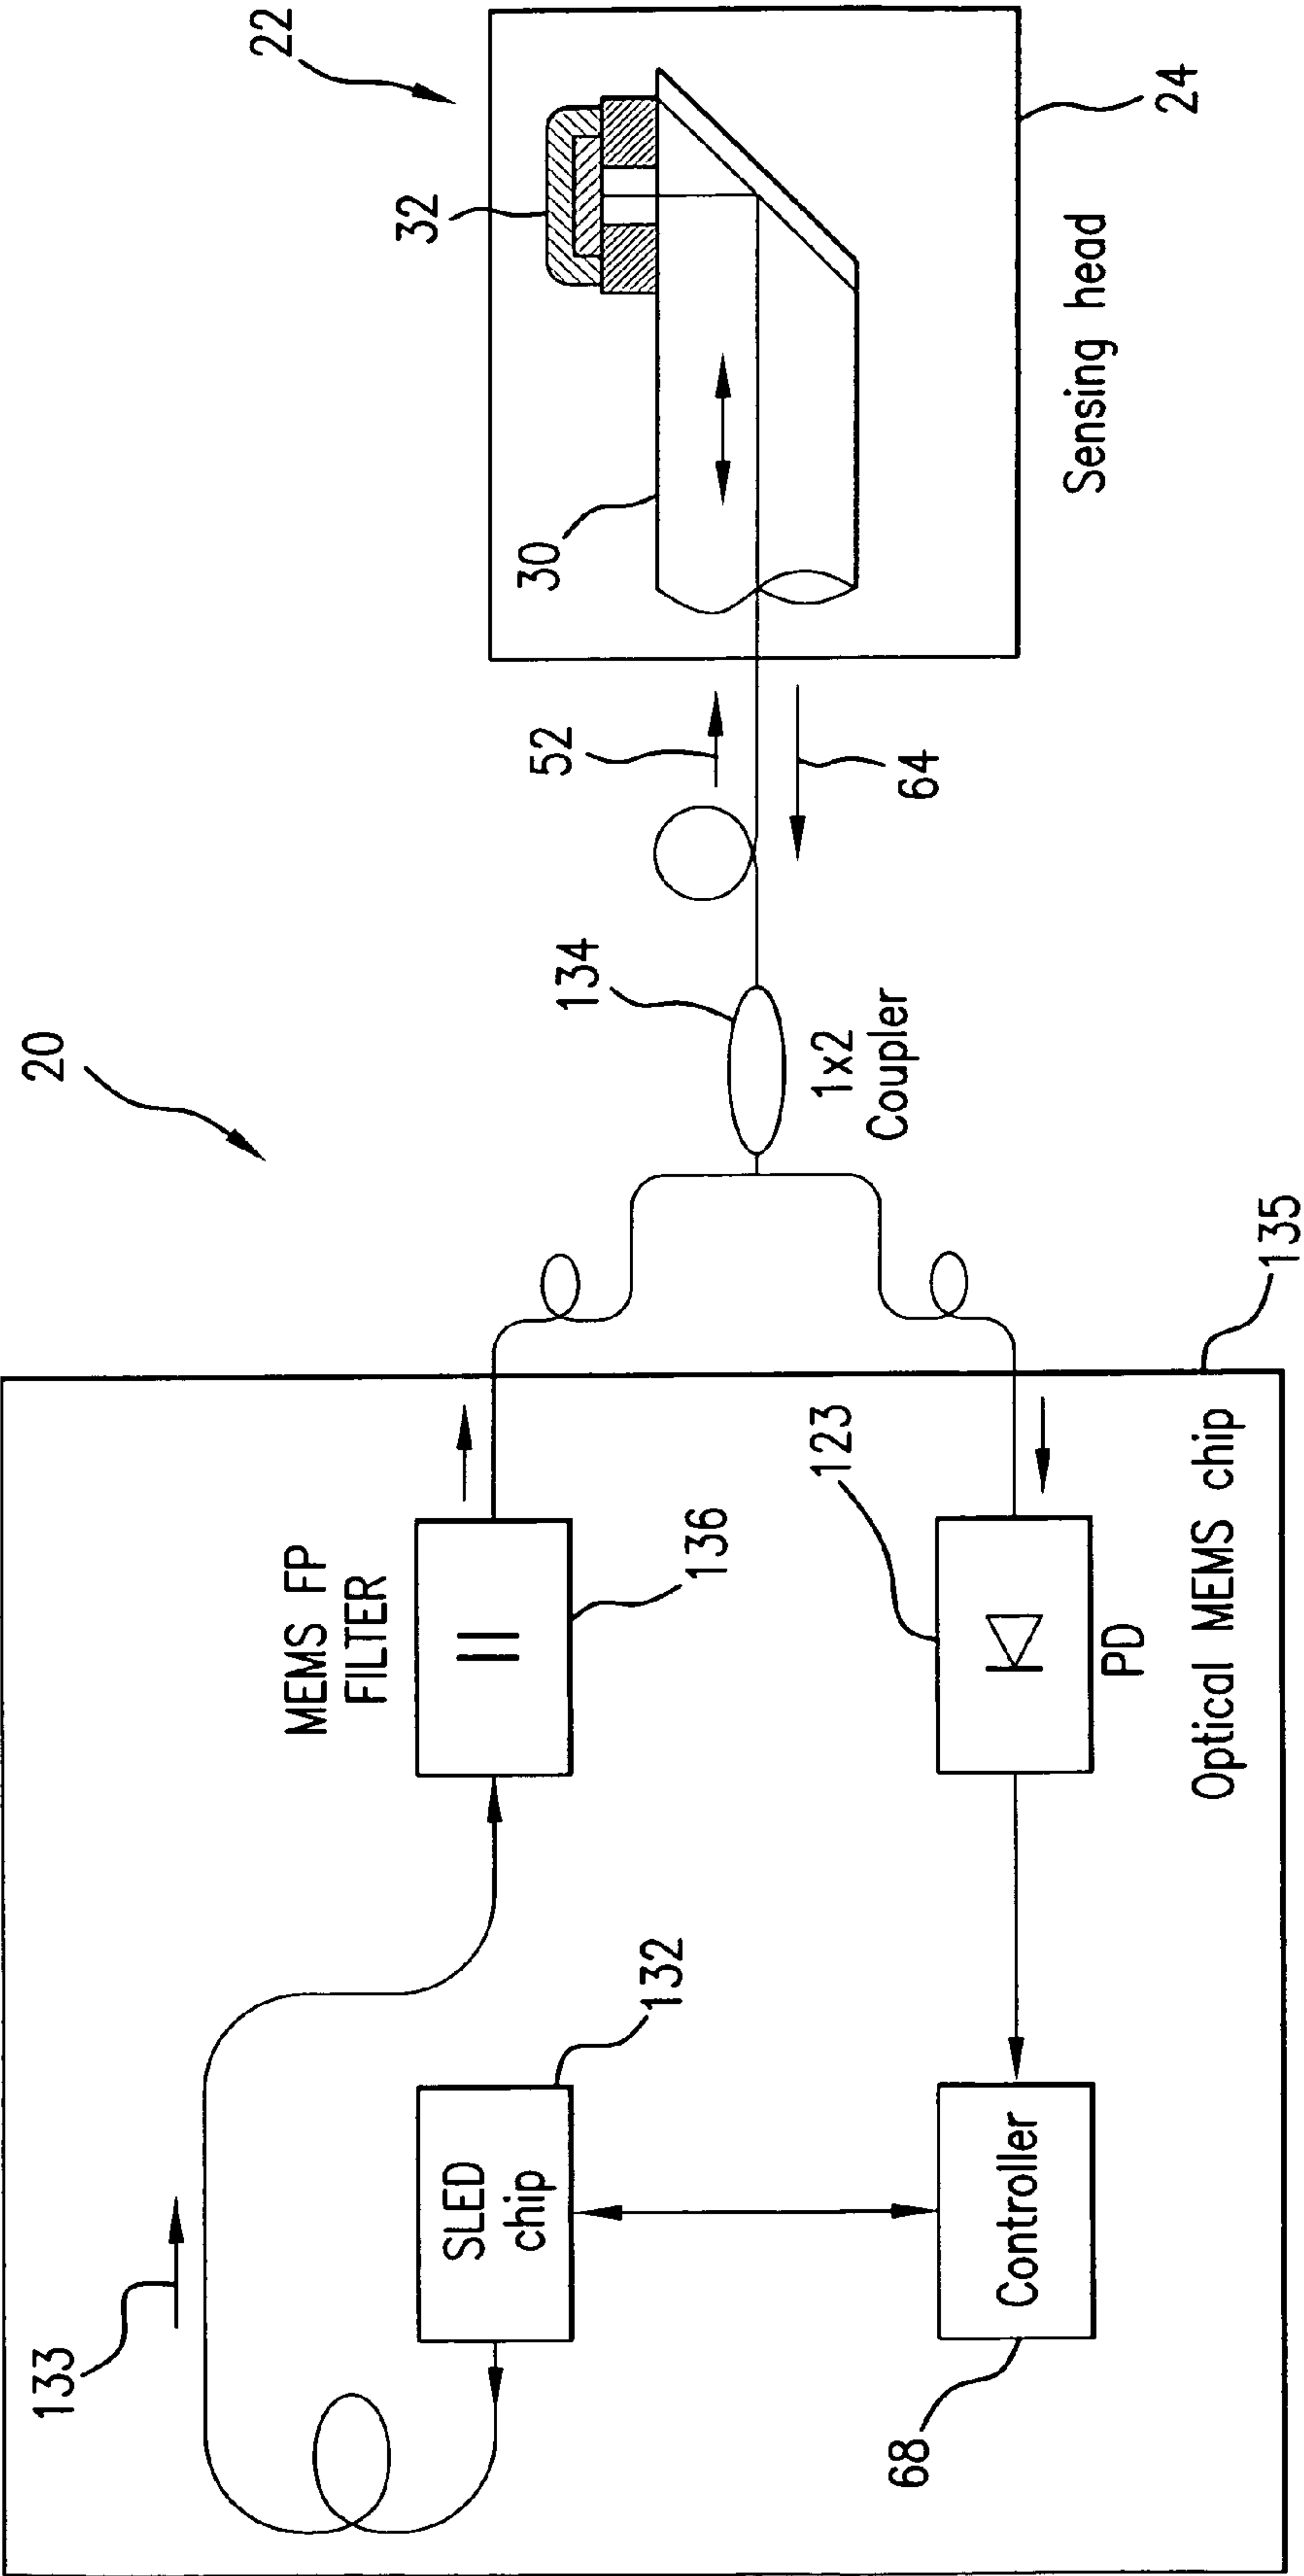 20
22
133
MEMS FP
FILTER
136
SLED
chip
132
134
1x2
Coupler
52
64
32
30
24
Sensing head
123
PD
Controller
68
Optical MEMS chip
135